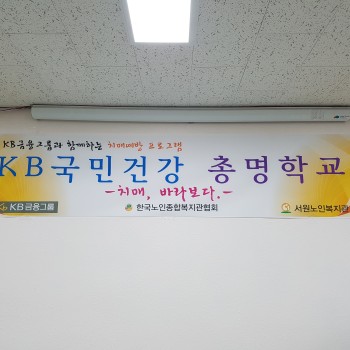 KB금융그룹과 함께하는 치매예방 프로그램
KB국민건강 총명학교
-치매, 바라보다.-
KB금융그룹 한국노인종합복지관협회 서원노인복지관